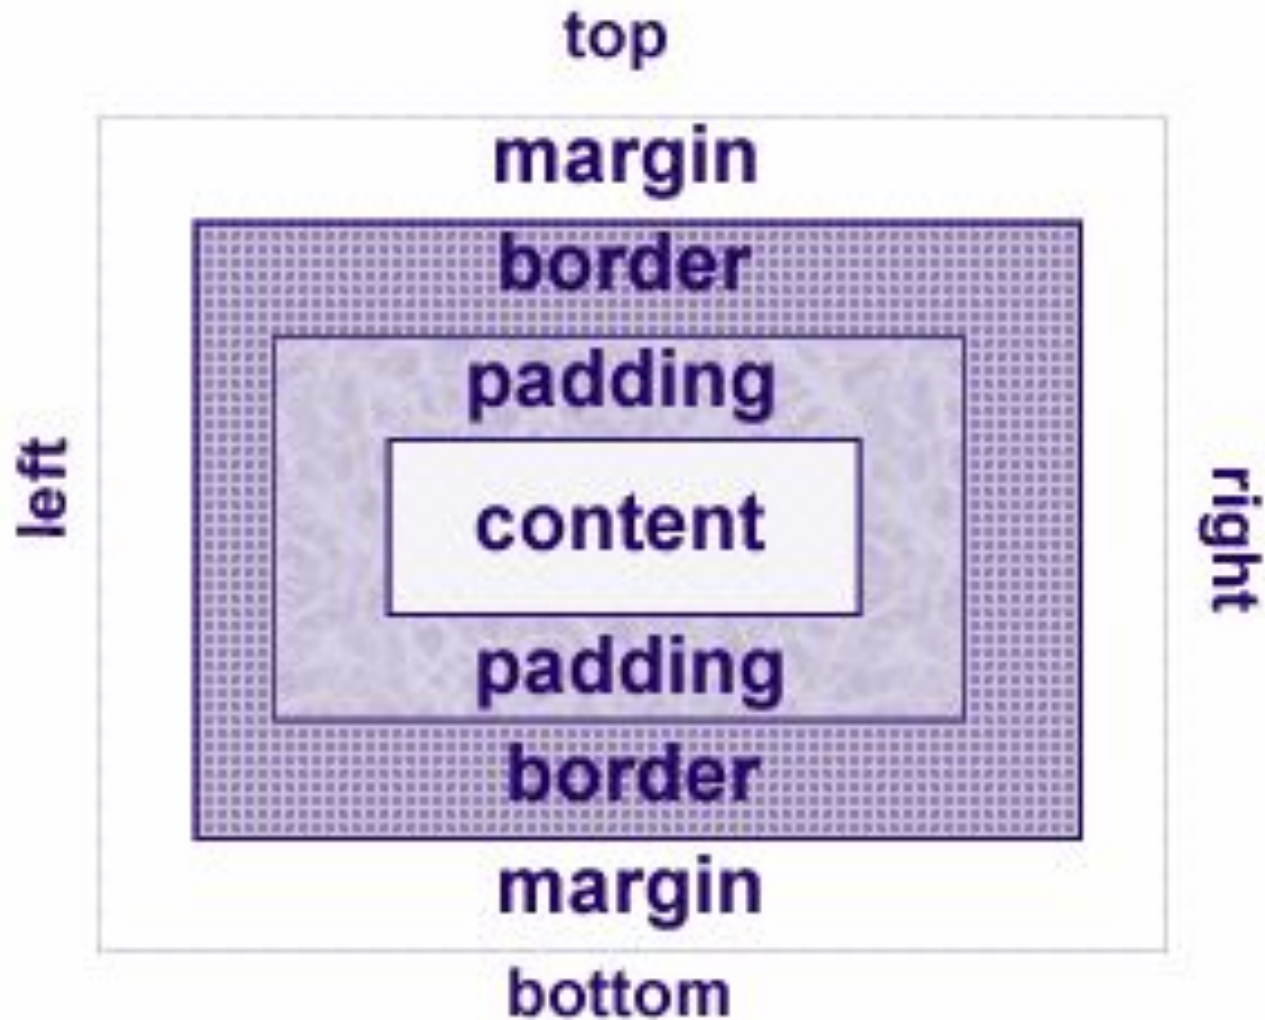 top
margin
border
padding
left
content
right
padding
border
margin
bottom